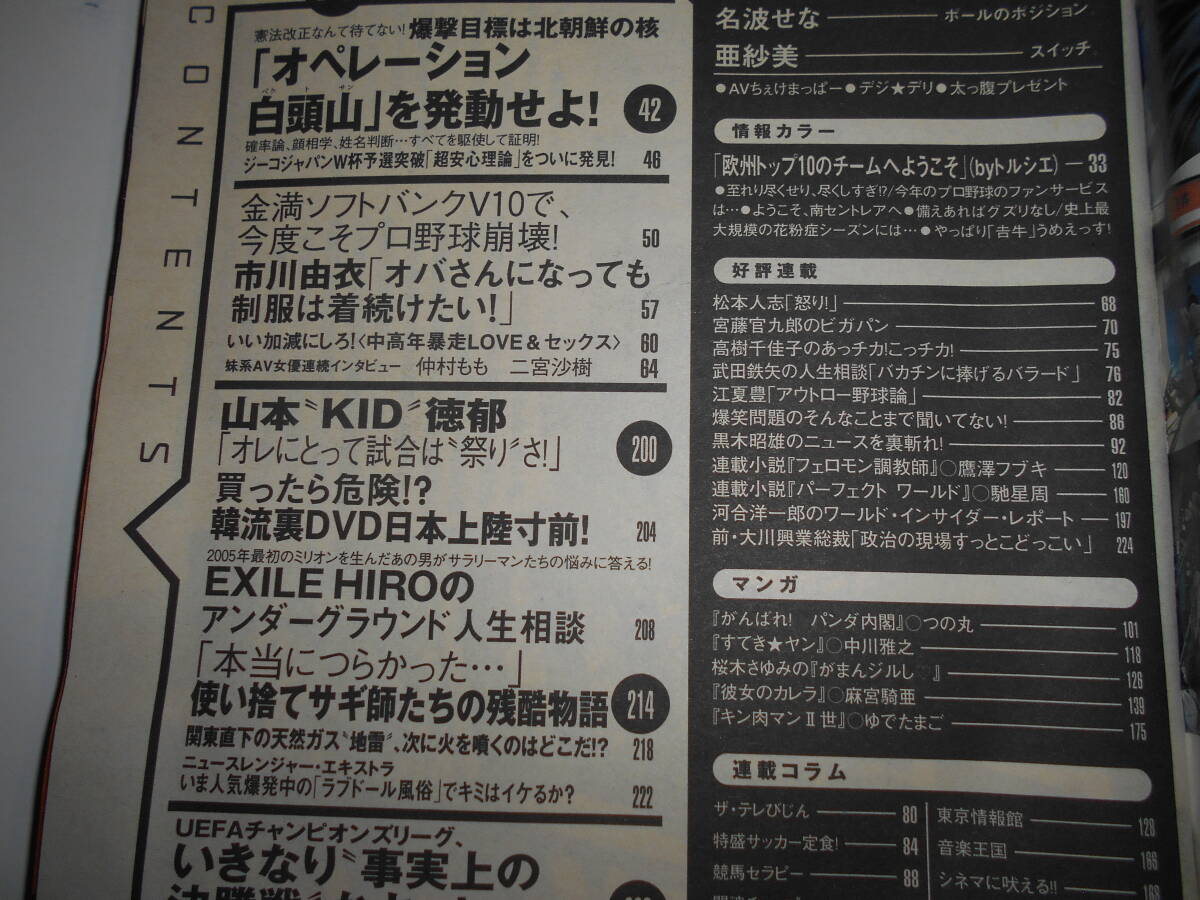 CONTENTS
憲法改正なんて待てない!爆撃目標は北朝鮮の核
「オペレーション
ペクトサン
白頭山」を発動せよ! 42
確率論、顔相学、姓名判断…すべてを駆使して証明!
ジーコジャパンW杯予選突破「超安心理論」をついに発見! 46
金満ソフトバンクV10で、
今度こそプロ野球崩壊! 50
市川由衣「オバさんになっても
制服は着続けたい!」 57
いい加減にしろ!〈中高年暴走LOVE&セックス〉 60
妹系AV女優連続インタビュー 仲村もも 二宮沙樹 64
山本〝KID〟徳郁
「オレにとって試合は〝祭り〟さ!」 200
買ったら危険!?
韓流裏DVD日本上陸寸前! 204
2005年最初のミリオンを生んだあの男がサラリーマンたちの悩みに答える!
EXILE HIROの
アンダーグラウンド人生相談 208
「本当につらかった…」
使い捨てサギ師たちの残酷物語 214
関東直下の天然ガス〝地雷〟、次に火を噴くのはどこだ!? 218
ニュースレンジャー・エキストラ
いま人気爆発中の「ラブドール風俗」でキミはイケるか? 222
UEFAチャンピオンズリーグ、
いきなり〝事実上の
名波せな ボールのポジション
亜紗美 スイッチ
●AVちぇけまっぱー●デジ★デリ●太っ腹プレゼント
情報カラー
「欧州トップ10のチームへようこそ」(byトルシエ) 33
●至れり尽くせり、尽くしすぎ!?/今年のプロ野球のファンサービス
は…●ようこそ、南セントレアへ●備えあればグズリなし/史上最
大規模の花粉症シーズンには…●やっぱり「吉牛」うめえっす!
好評連載
松本人志「怒り!」 68
宮藤官九郎のビガパン 70
高樹千佳子のあっチカ!こっチカ! 75
武田鉄矢の人生相談「バカチンに捧げるバラード」 76
江夏豊「アウトロー野球論」 82
爆笑問題のそんなことまで聞いてない! 86
黒木昭雄のニュースを裏斬れ! 92
連載小説『フェロモン調教師』○鷹澤フブキ 120
連載小説『パーフェクト ワールド』○馳星周 160
河合洋一郎のワールド・インサイダー・レポート 197
前・大川興業総裁「政治の現場すっとこどっこい」 224
マンガ
『がんばれ! パンダ内閣』○つの丸 101
『すてき★ヤン』○中川雅之 118
桜木さゆみの『がまんジルし♡』 126
『彼女のカレラ』○麻宮騎亜 139
『キン肉マンⅡ世』○ゆでたまご 175
連載コラム
ザ・テレびじん 80
特盛サッカー定食! 84
競馬セラピー 88
東京情報館 128
音楽王国 166
シネマに吠える!! 168